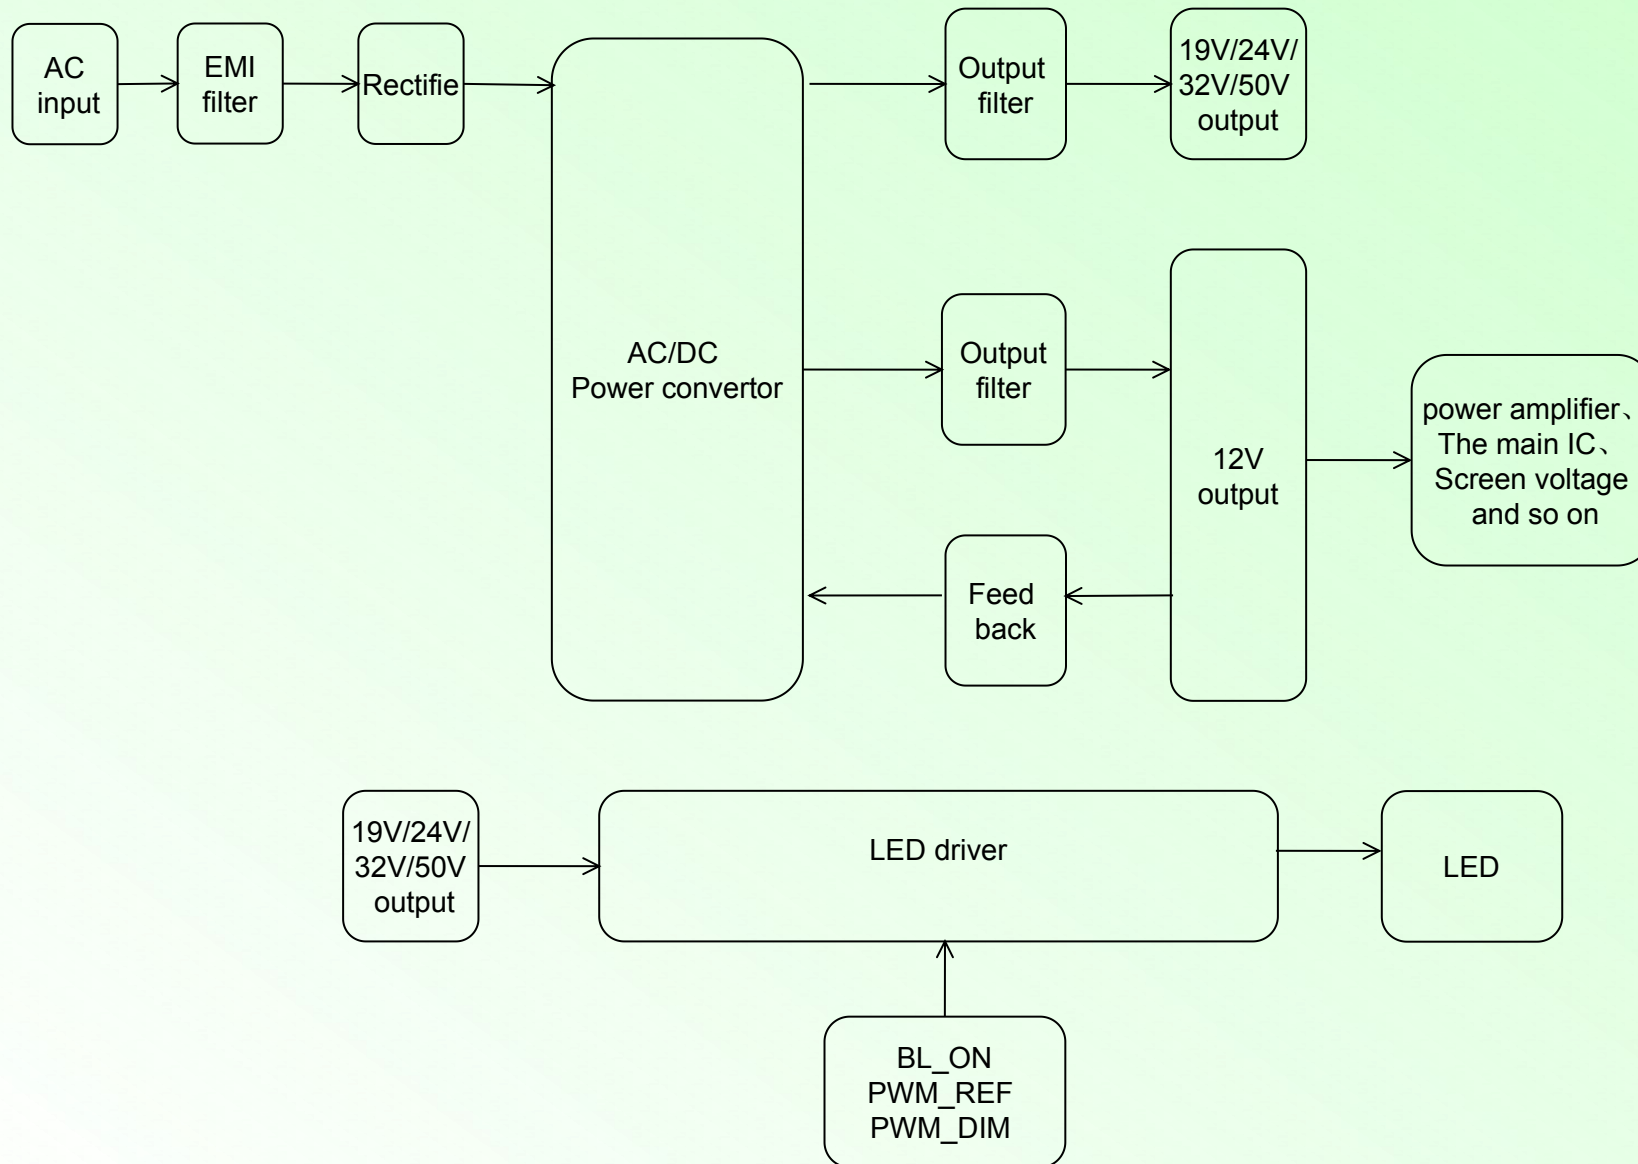 AC
input
EMI
filter
Rectifie
Output
filter
19V/24V/
32V/50V
output
AC/DC
Power convertor
Output
filter
12V
output
power amplifier、
The main IC、
Screen voltage
and so on
Feed
back
19V/24V/
32V/50V
output
LED driver
LED
BL_ON
PWM_REF
PWM_DIM